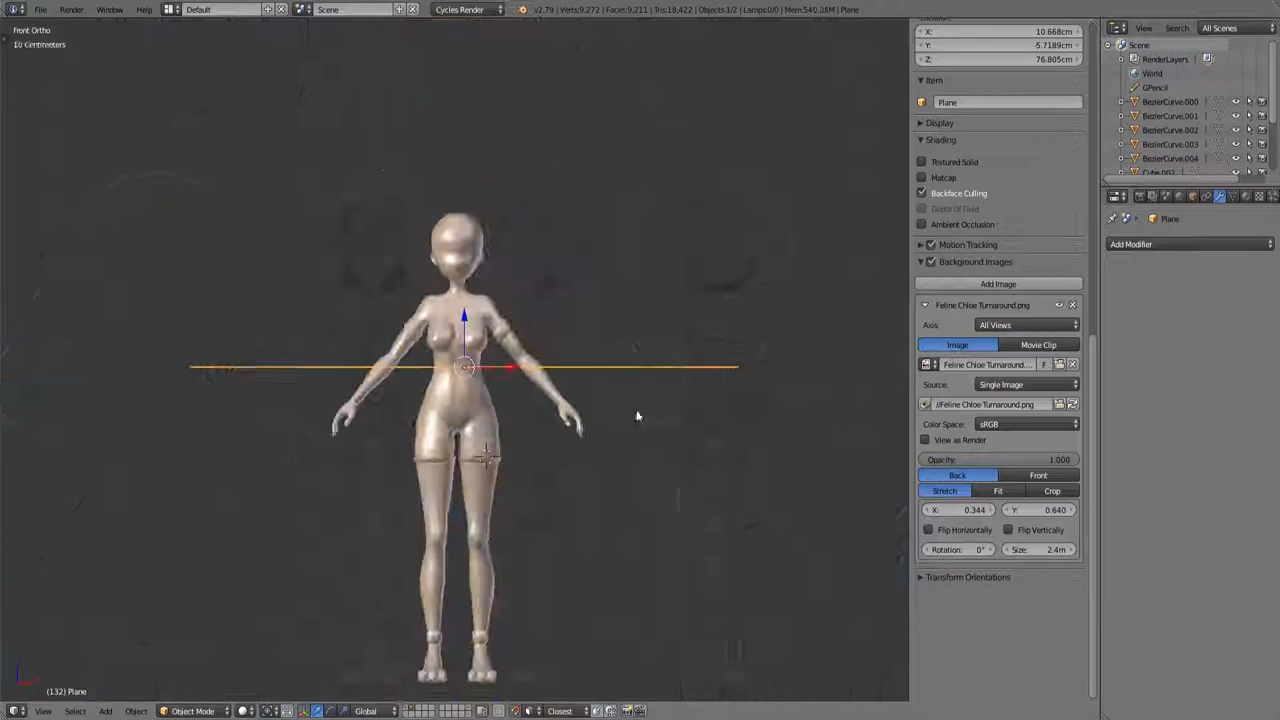 File Render Window Help Default Scene Cycles Render v2.79 | Verts:9,272 | Faces:9,211 | Tris:18,422 | Objects:1/2 | Lamps:0/0 | Mem:540.28M | Plane
Front Ortho
10 Centimeters
X: 10.668cm
Y: -5.7189cm
Z: 76.805cm
Item
Plane
Display
Shading
Textured Solid
Matcap
Backface Culling
Depth Of Field
Ambient Occlusion
Motion Tracking
Background Images
Add Image
Feline Chloe Turnaround.png
Axis: All Views
Image Movie Clip
Feline Chloe Turnaround.... F
Source: Single Image
//Feline Chloe Turnaround.png
Color Space: sRGB
View as Render
Opacity: 1.000
Back Front
Stretch Fit Crop
X: 0.344 Y: 0.640
Flip Horizontally Flip Vertically
Rotation: 0° Size: 2.4m
Transform Orientations
View Search All Scenes
Scene
RenderLayers
World
GPencil
BezierCurve.000
BezierCurve.001
BezierCurve.002
BezierCurve.003
BezierCurve.004
Cube.002
Plane
Add Modifier
(132) Plane
View Select Add Object Object Mode Global Closest